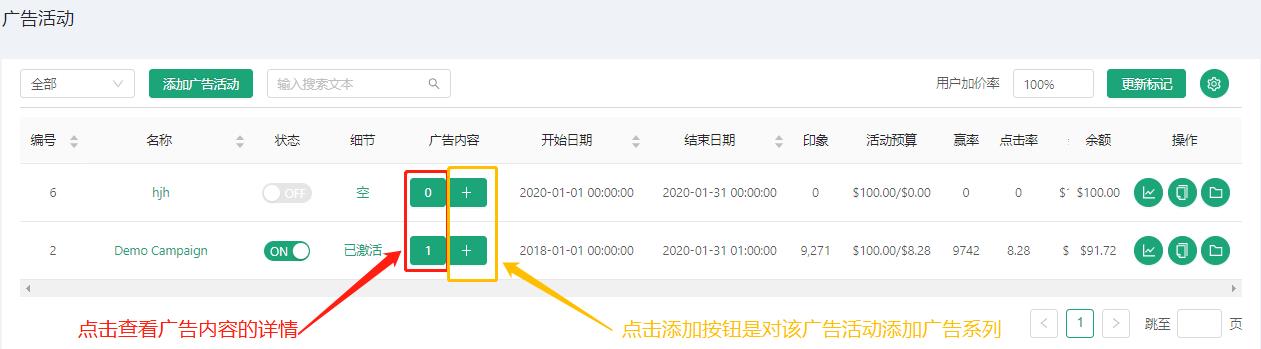 广告活动
全部 添加广告活动 输入搜索文本 用户加价率 100% 更新标记
编号 名称 状态 细节 广告内容 开始日期 结束日期 印象 活动预算 赢率 点击率 余额 操作
6 hjh OFF 空 0 + 2020-01-01 00:00:00 2020-01-31 00:00:00 0 $100.00/$0.00 0 0 $ $100.00
2 Demo Campaign ON 已激活 1 + 2018-01-01 00:00:00 2020-01-31 01:00:00 9,271 $100.00/$8.28 9742 8.28 $ $91.72
点击查看广告内容的详情 点击添加按钮是对该广告活动添加广告系列
< 1 > 跳至 页